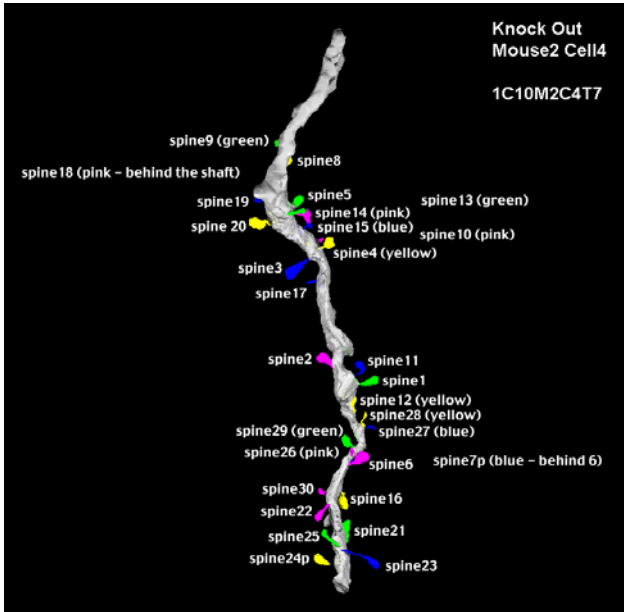 Knock Out
Mouse2 Cell4
1C10M2C4T7
spine9 (green)
spine8
spine18 (pink – behind the shaft)
spine19
spine5
spine13 (green)
spine14 (pink)
spine 20
spine15 (blue)
spine10 (pink)
spine4 (yellow)
spine3
spine17
spine2
spine11
spine1
spine12 (yellow)
spine28 (yellow)
spine29 (green)
spine27 (blue)
spine26 (pink)
spine6
spine7p (blue – behind 6)
spine30
spine16
spine22
spine21
spine25
spine24p
spine23